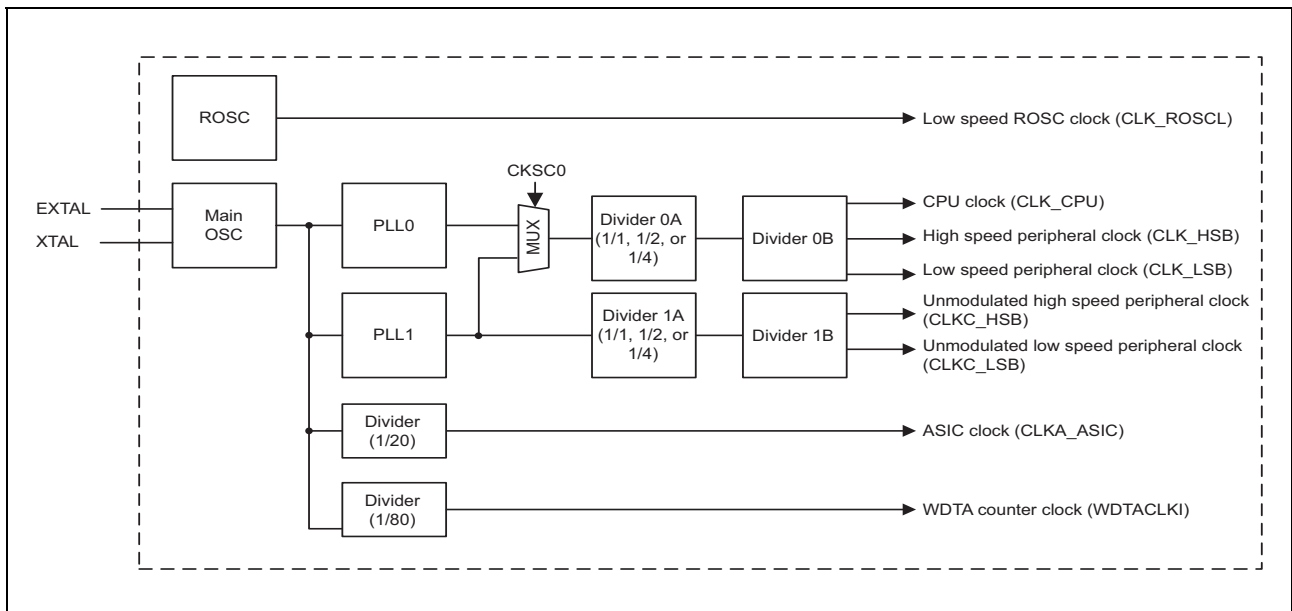 ROSC
Low speed ROSC clock (CLK_ROSCL)
CKSC0
EXTAL
XTAL
Main
OSC
PLL0
MUX
Divider 0A
(1/1, 1/2, or
1/4)
Divider 0B
CPU clock (CLK_CPU)
High speed peripheral clock (CLK_HSB)
Low speed peripheral clock (CLK_LSB)
PLL1
Divider 1A
(1/1, 1/2, or
1/4)
Divider 1B
Unmodulated high speed peripheral clock
(CLKC_HSB)
Unmodulated low speed peripheral clock
(CLKC_LSB)
Divider
(1/20)
ASIC clock (CLKA_ASIC)
Divider
(1/80)
WDTA counter clock (WDTACLKI)